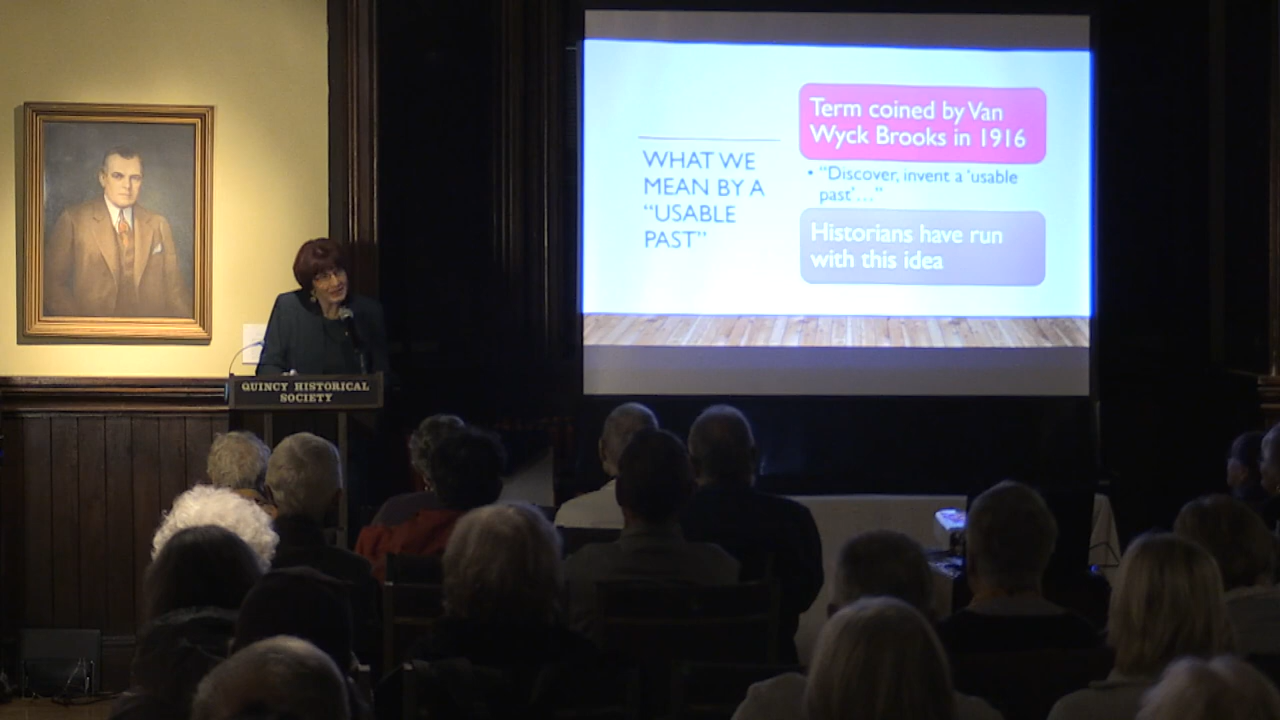 WHAT WE
MEAN BY A
“USABLE
PAST”
Term coined by Van
Wyck Brooks in 1916
• “Discover, invent a ‘usable
past’…”
Historians have run
with this idea
QUINCY HISTORICAL
SOCIETY